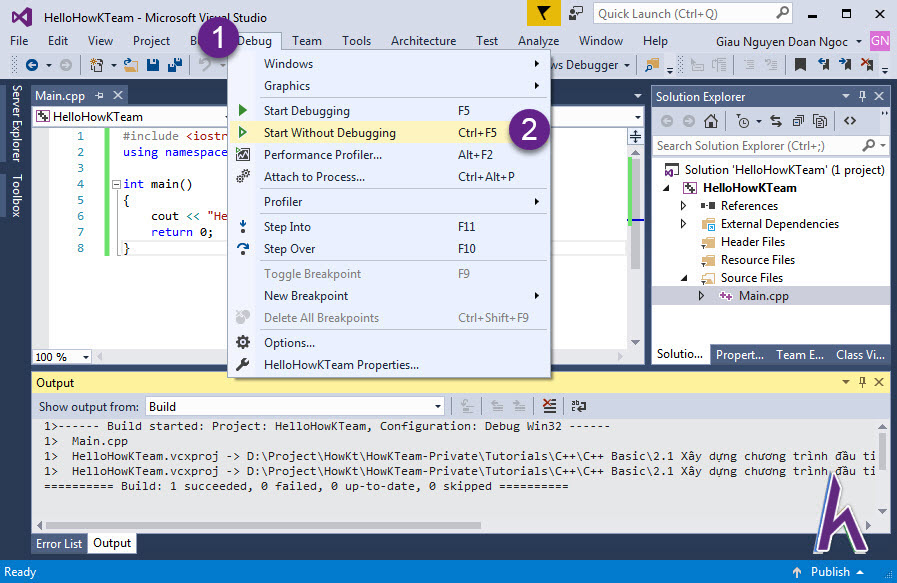 HelloHowKTeam - Microsoft Visual Studio
Quick Launch (Ctrl+Q)
File Edit View Project B Debug Team Tools Architecture Test Analyze Window Help Giau Nguyen Doan Ngoc GN
1
ws Debugger
Server Explorer
Toolbox
Main.cpp
HelloHowKTeam
1 #include <iostr
2 using namespace
3
4 int main()
5 {
6 cout << "He
7 return 0;
8 }
100 %
Windows
Graphics
Start Debugging F5
Start Without Debugging Ctrl+F5
2
Performance Profiler... Alt+F2
Attach to Process... Ctrl+Alt+P
Profiler
Step Into F11
Step Over F10
Toggle Breakpoint F9
New Breakpoint
Delete All Breakpoints Ctrl+Shift+F9
Options...
HelloHowKTeam Properties...
Solution Explorer
Search Solution Explorer (Ctrl+;)
Solution 'HelloHowKTeam' (1 project)
HelloHowKTeam
References
External Dependencies
Header Files
Resource Files
Source Files
Main.cpp
Solutio... Propert... Team E... Class Vi...
Output
Show output from: Build
1>------ Build started: Project: HelloHowKTeam, Configuration: Debug Win32 ------
1> Main.cpp
1> HelloHowKTeam.vcxproj -> D:\Project\HowKt\HowKTeam-Private\Tutorials\C++\C++ Basic\2.1 Xây dựng chương trình đầu ti
1> HelloHowKTeam.vcxproj -> D:\Project\HowKt\HowKTeam-Private\Tutorials\C++\C++ Basic\2.1 Xây dựng chương trình đầu ti
========== Build: 1 succeeded, 0 failed, 0 up-to-date, 0 skipped ==========
Error List Output
Ready
Publish